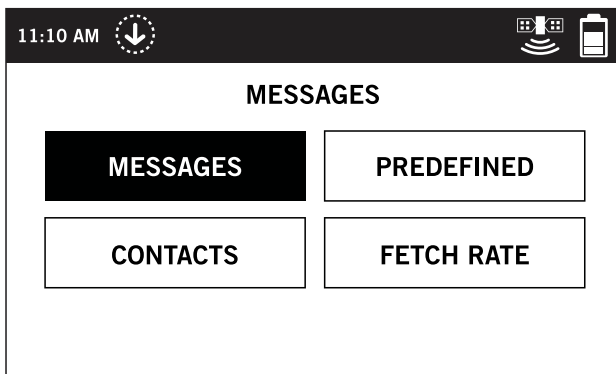 11:10 AM
MESSAGES
MESSAGES PREDEFINED
CONTACTS FETCH RATE